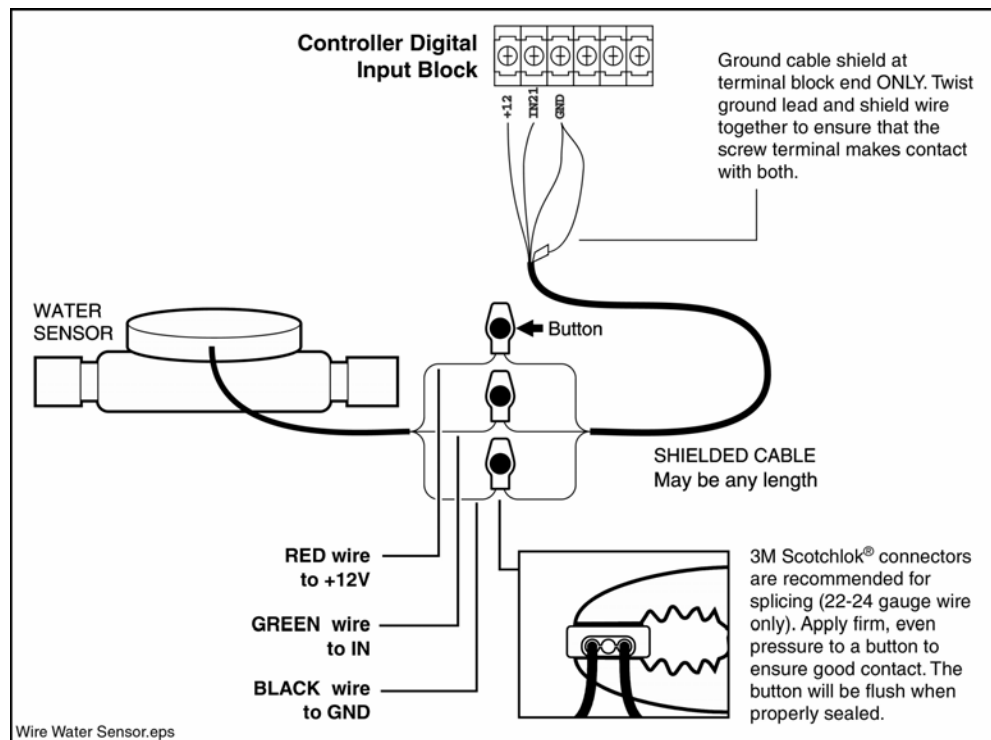 Controller Digital
Input Block
+12
IN21
GND
Ground cable shield at
terminal block end ONLY. Twist
ground lead and shield wire
together to ensure that the
screw terminal makes contact
with both.
WATER
SENSOR
Button
SHIELDED CABLE
May be any length
RED wire
to +12V
GREEN wire
to IN
BLACK wire
to GND
3M Scotchlok® connectors
are recommended for
splicing (22-24 gauge wire
only). Apply firm, even
pressure to a button to
ensure good contact. The
button will be flush when
properly sealed.
Wire Water Sensor.eps